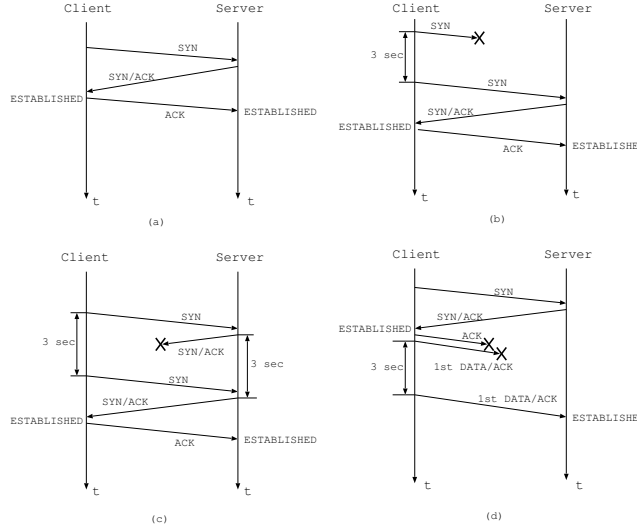 Client Server
SYN
SYN/ACK
ESTABLISHED
ACK
ESTABLISHED
t t
(a)
Client Server
SYN
3 sec
SYN
SYN/ACK
ESTABLISHED
ACK
ESTABLISHE
t t
(b)
Client Server
SYN
3 sec
SYN/ACK
3 sec
SYN
SYN/ACK
ESTABLISHED
ACK
ESTABLISHED
t t
(c)
Client Server
SYN
SYN/ACK
ESTABLISHED
ACK
3 sec
1st DATA/ACK
1st DATA/ACK
ESTABLISHE
t t
(d)